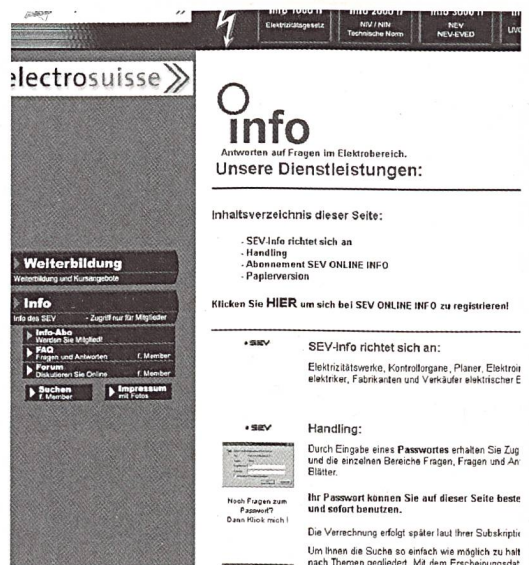 Info 1000 ff
Elektrizitätsgesetz
Info 2000 ff
NIV / NIN
Technische Norm
Info 3000 ff
NEV
NEV-EVED
electrosuisse
info
Antworten auf Fragen im Elektrobereich.
Unsere Dienstleistungen:
Inhaltsverzeichnis dieser Seite:
- SEV-Info richtet sich an
- Handling
- Abonnement SEV ONLINE INFO
- Papierversion
Klicken Sie HIER um sich bei SEV ONLINE INFO zu registrieren!
Weiterbildung
Weiterbildung und Kursangebote
Info
Info des SEV - Zugriff nur für Mitglieder
Info-Abo
Werden Sie Mitglied!
FAQ
Fragen und Antworten f. Member
Forum
Diskutieren Sie Online f. Member
Suchen
f. Member
Impressum
mit Fotos
SEV
SEV-Info richtet sich an:
Elektrizitätswerke, Kontrollorgane, Planer, Elektroin
elektriker, Fabrikanten und Verkäufer elektrischer E
SEV
Handling:
Durch Eingabe eines Passwortes erhalten Sie Zug
und die einzelnen Bereiche Fragen, Fragen und An
Blätter.
Noch Fragen zum
Passwort?
Dann Klick mich !
Ihr Passwort können Sie auf dieser Seite beste
und sofort benutzen.
Die Verrechnung erfolgt später laut Ihrer Subskriptio
Um Ihnen die Suche so einfach wie möglich zu halt
nach Themen gegliedert. Mit dem Erscheinungsdat